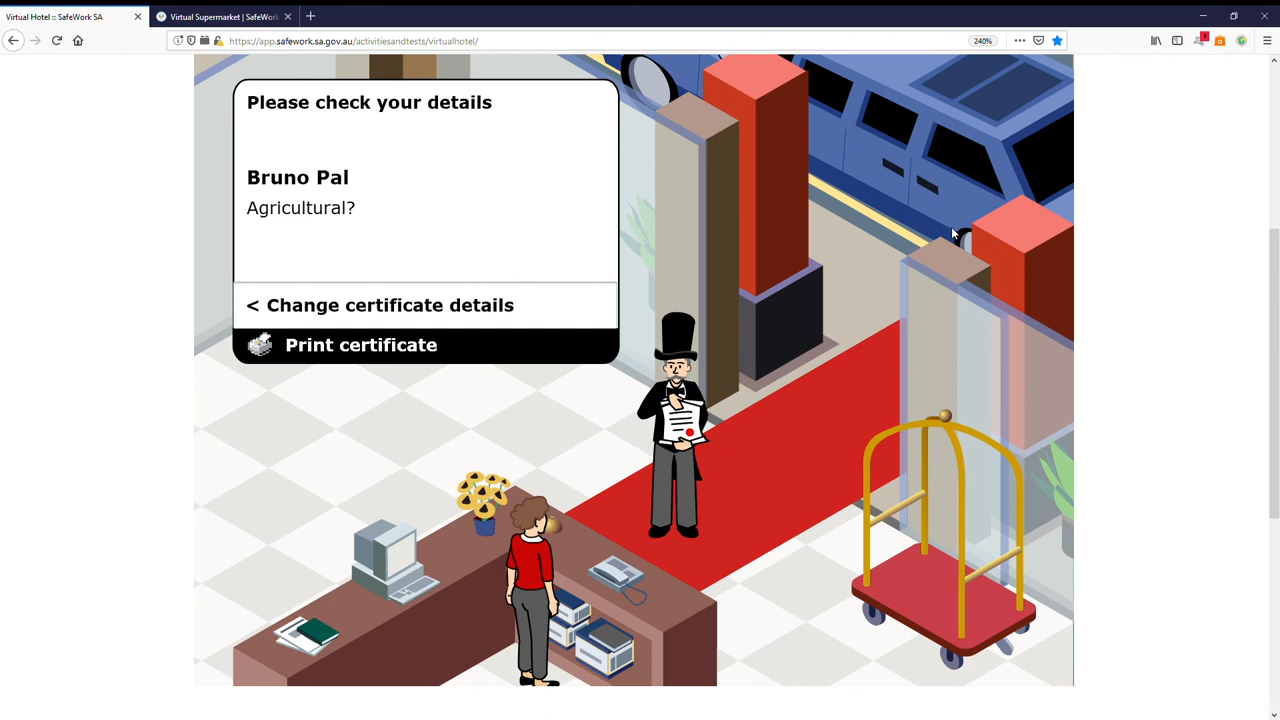 Virtual Hotel :: SafeWork SA
Virtual Supermarket | SafeWork
https://app.safework.sa.gov.au/activitiesandtests/virtualhotel/
240%
1
Please check your details
Bruno Pal
Agricultural?
< Change certificate details
Print certificate